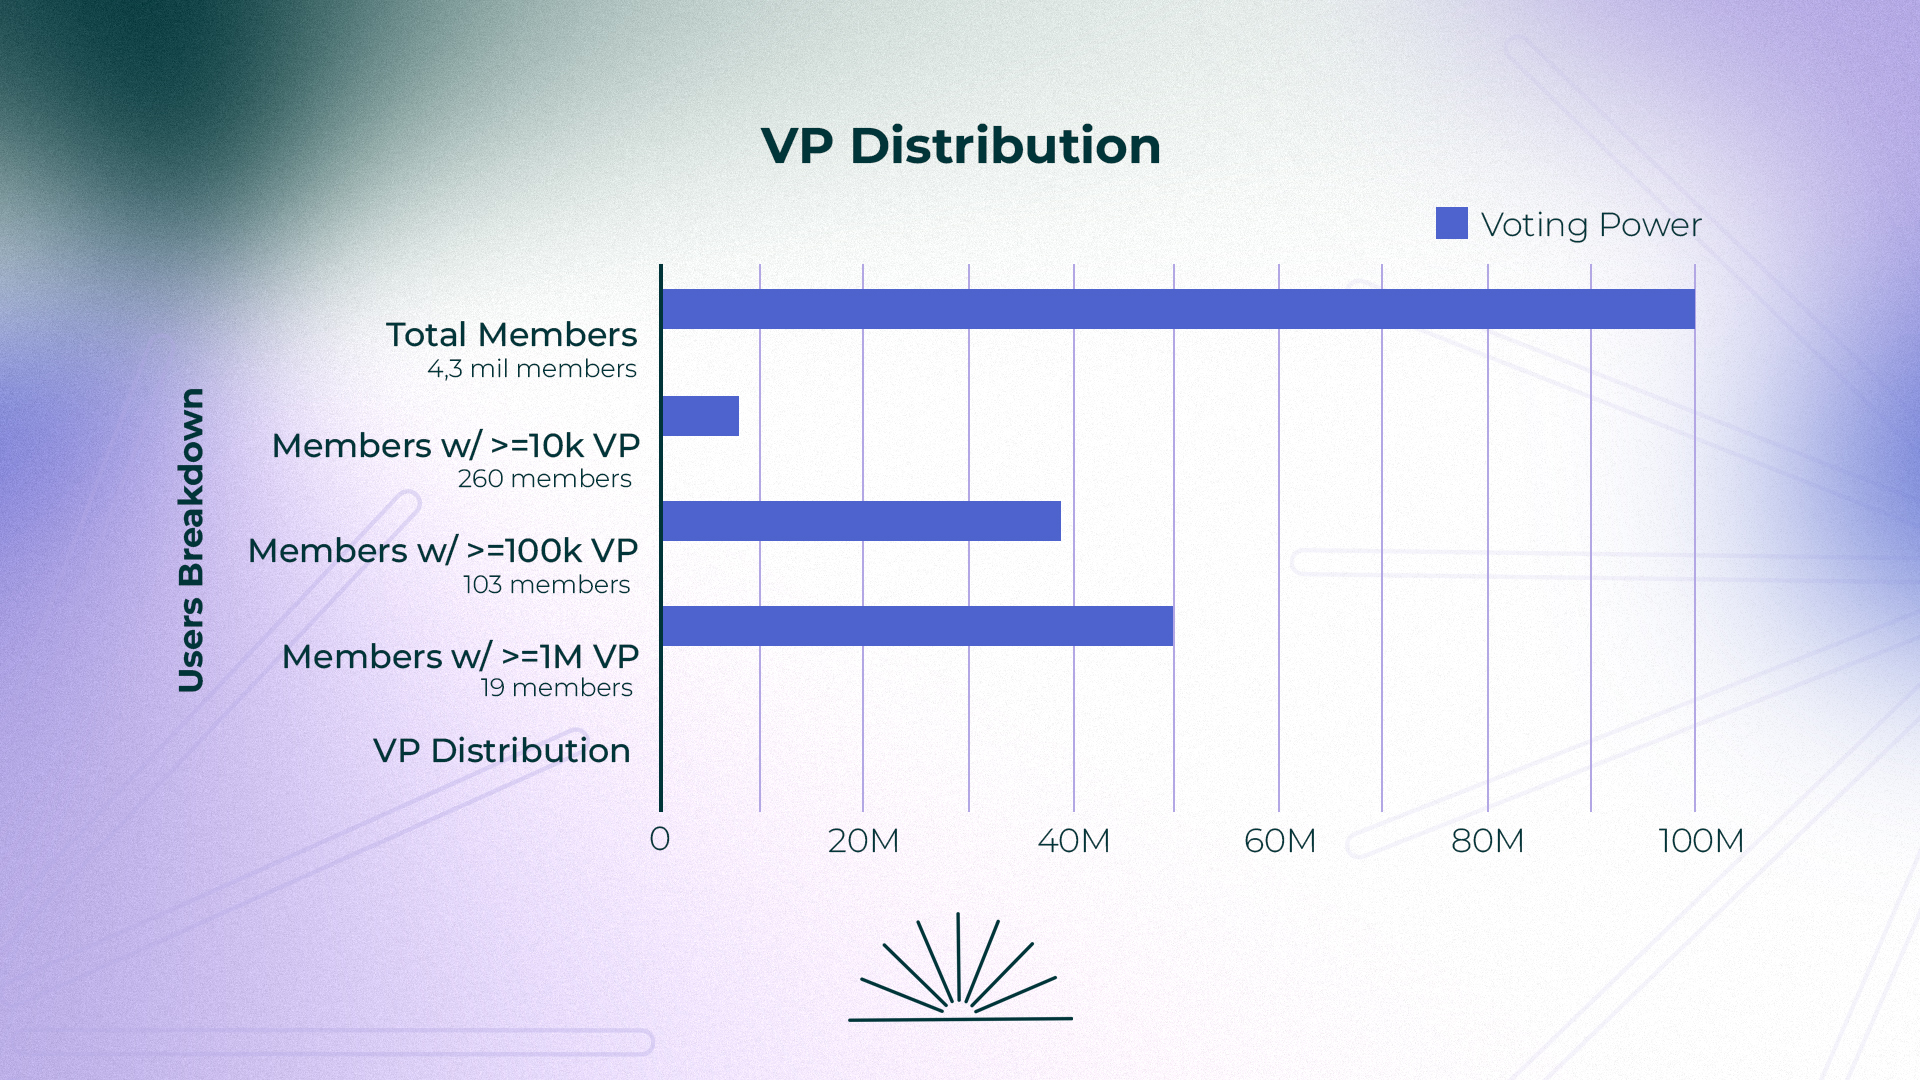 VP Distribution
Voting Power
Users Breakdown
Total Members
4,3 mil members
Members w/ >=10k VP
260 members
Members w/ >=100k VP
103 members
Members w/ >=1M VP
19 members
VP Distribution
0 20M 40M 60M 80M 100M